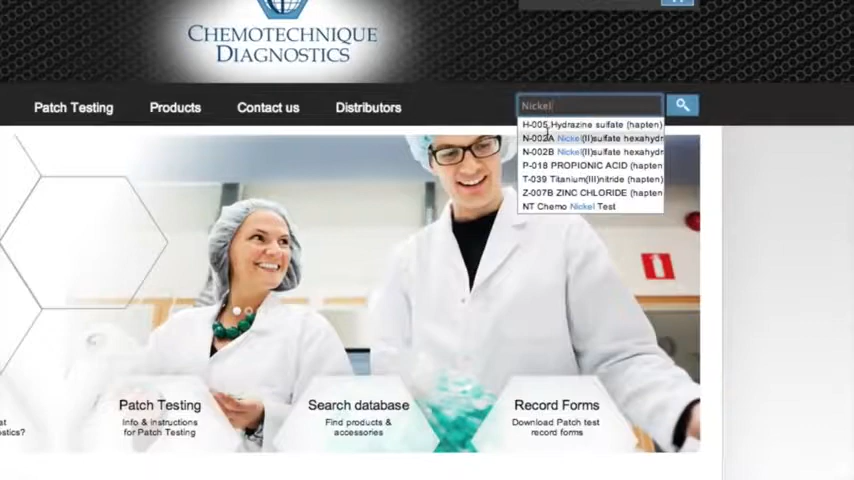 CHEMOTECHNIQUE
DIAGNOSTICS
Patch Testing Products Contact us Distributors
Nickel
H-005 Hydrazine sulfate (hapten)
N-002A Nickel(II)sulfate hexahydr
N-002B Nickel(II)sulfate hexahydr
P-018 PROPIONIC ACID (hapten
T-039 Titanium(III)nitride (hapten)
Z-007B ZINC CHLORIDE (hapten
NT Chemo Nickel Test
Patch Testing
Info & instructions
for Patch Testing
Search database
Find products &
accessories
Record Forms
Download Patch test
record forms
at
stics?